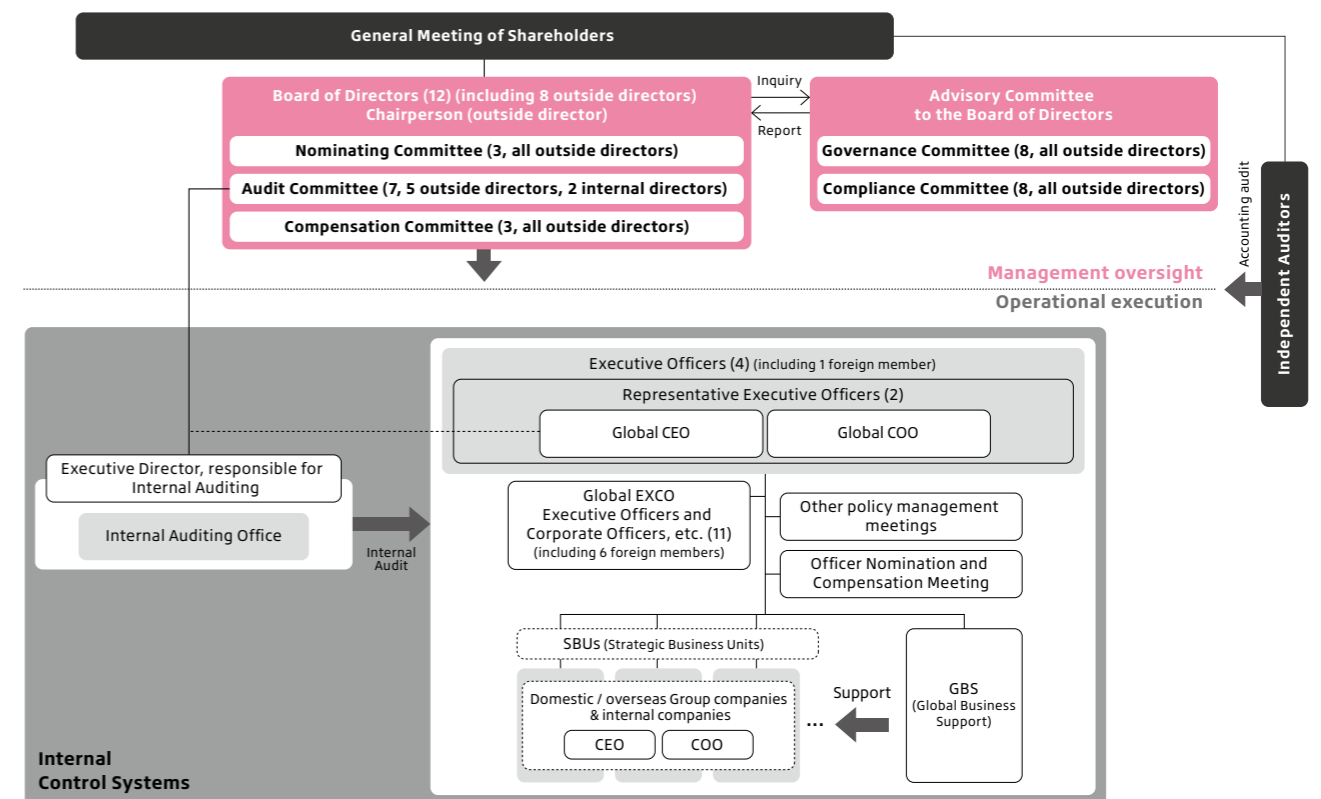 General Meeting of Shareholders
Board of Directors (12) (including 8 outside directors)
Chairperson (outside director)
Nominating Committee (3, all outside directors)
Audit Committee (7, 5 outside directors, 2 internal directors)
Compensation Committee (3, all outside directors)
Inquiry
Report
Advisory Committee
to the Board of Directors
Governance Committee (8, all outside directors)
Compliance Committee (8, all outside directors)
Accounting audit
Independent Auditors
Management oversight
Operational execution
Executive Officers (4) (including 1 foreign member)
Representative Executive Officers (2)
Global CEO
Global COO
Executive Director, responsible for
Internal Auditing
Internal Auditing Office
Internal
Audit
Global EXCO
Executive Officers and
Corporate Officers, etc. (11)
(including 6 foreign members)
Other policy management
meetings
Officer Nomination and
Compensation Meeting
SBUs (Strategic Business Units)
Domestic / overseas Group companies
& internal companies
CEO
COO
...
Support
GBS
(Global Business
Support)
Internal
Control Systems